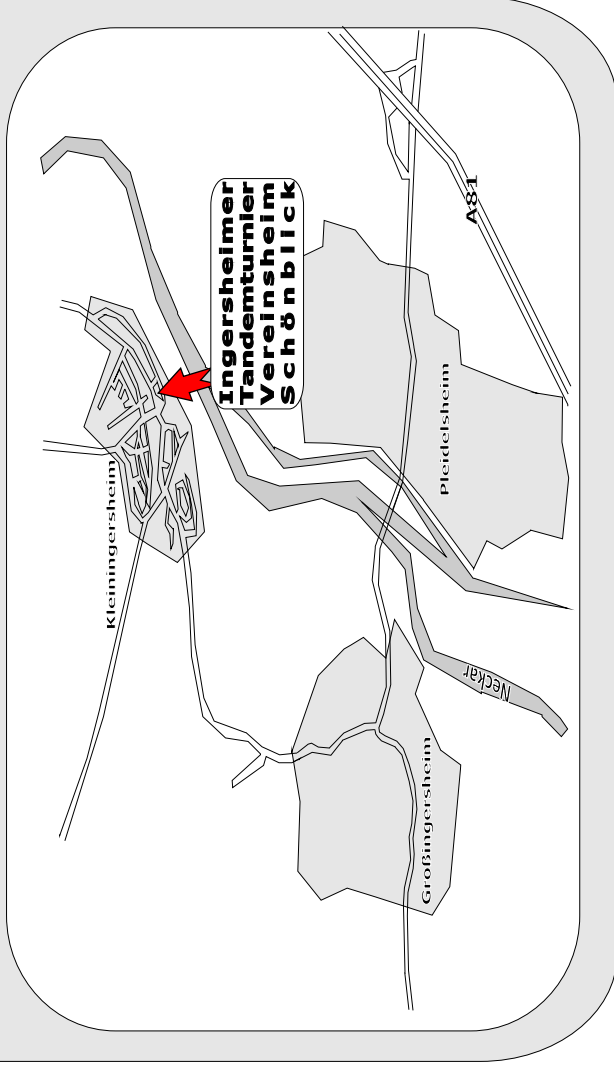 Ingersheimer
Tandemturnier
Vereinsheim
Schönblick
A81
Pleidelsheim
Kleiningersheim
Neckar
Großingersheim